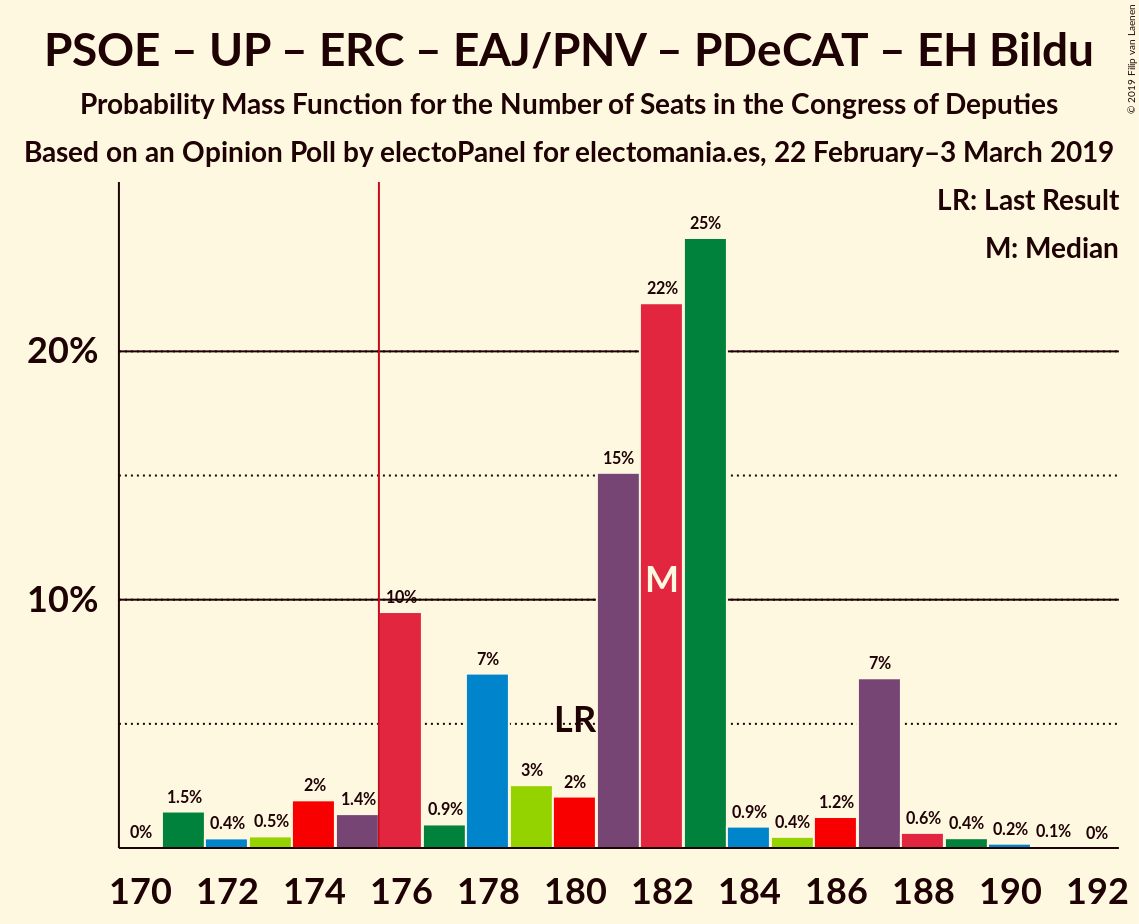 PSOE – UP – ERC – EAJ/PNV – PDeCAT – EH Bildu
Probability Mass Function for the Number of Seats in the Congress of Deputies
Based on an Opinion Poll by electoPanel for electomania.es, 22 February–3 March 2019
© 2019 Filip van Laenen
LR: Last Result
M: Median
25%
22%
20%
15%
10%
10%
M
7%
7%
LR
3%
2%
2%
1.5%
1.4%
1.2%
0.9%
0.9%
0.6%
0%
0.4%
0.5%
0.4%
0.4%
0.2%
0.1%
0%
170 172 174 176 178 180 182 184 186 188 190 192